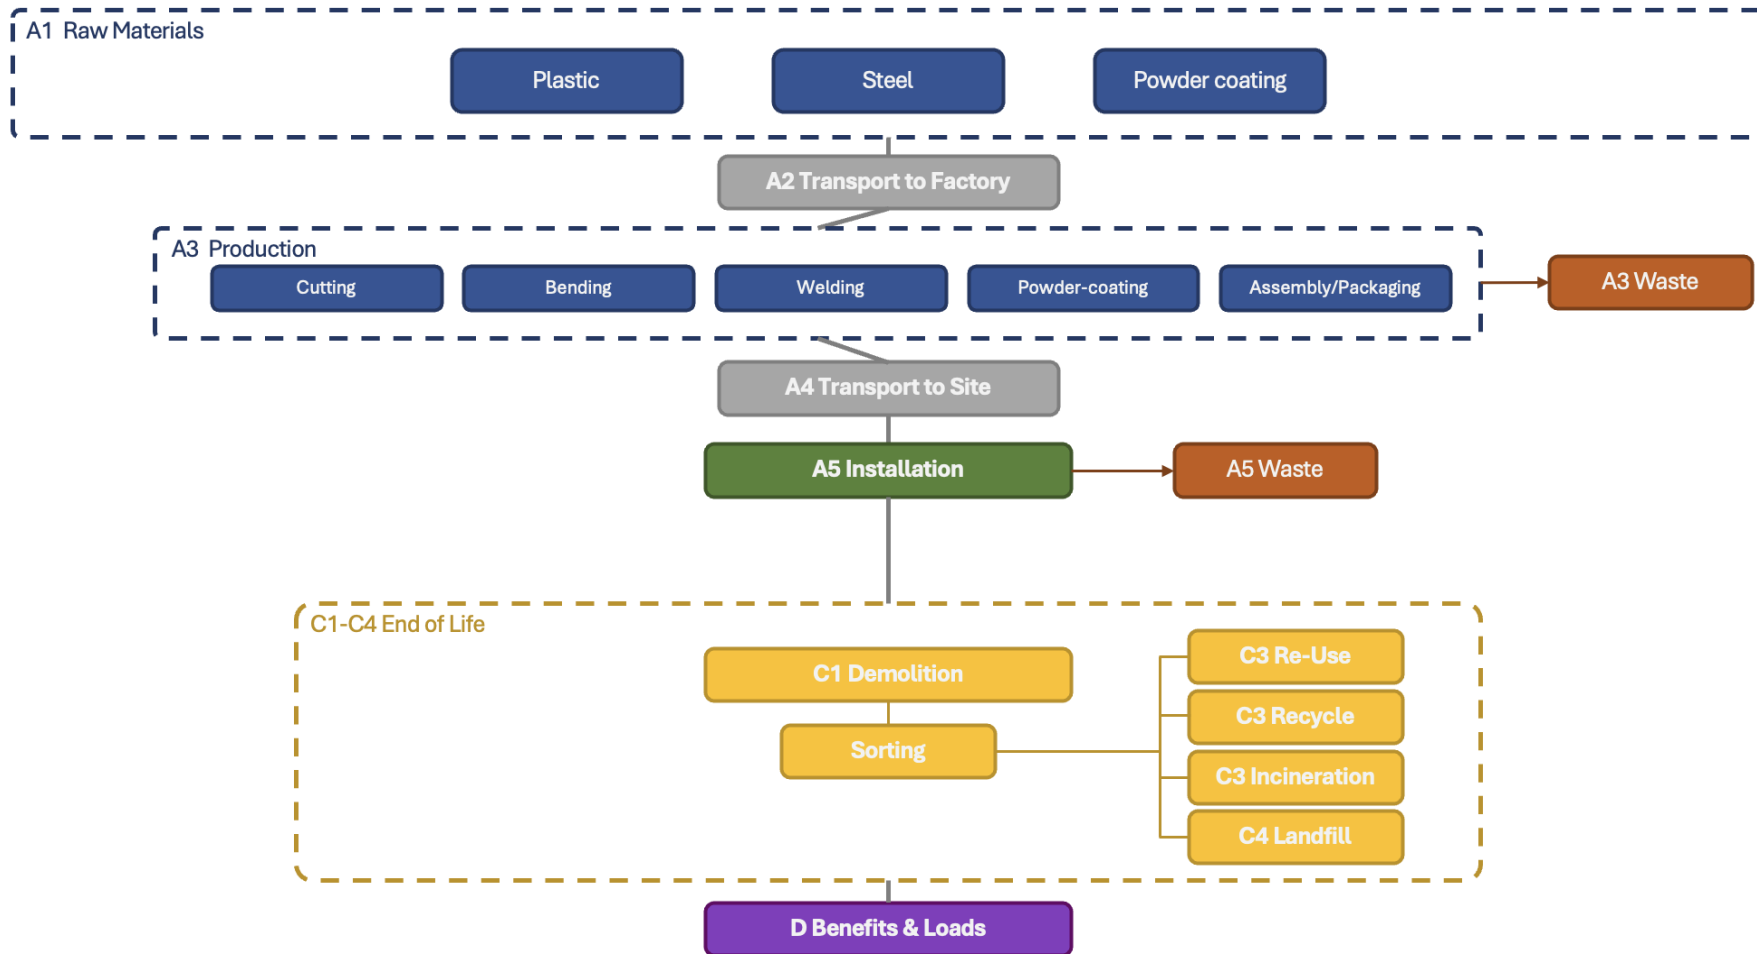 A1 Raw Materials
Plastic
Steel
Powder coating
A2 Transport to Factory
A3 Production
Cutting
Bending
Welding
Powder-coating
Assembly/Packaging
A3 Waste
A4 Transport to Site
A5 Installation
A5 Waste
C1-C4 End of Life
C1 Demolition
Sorting
C3 Re-Use
C3 Recycle
C3 Incineration
C4 Landfill
D Benefits & Loads